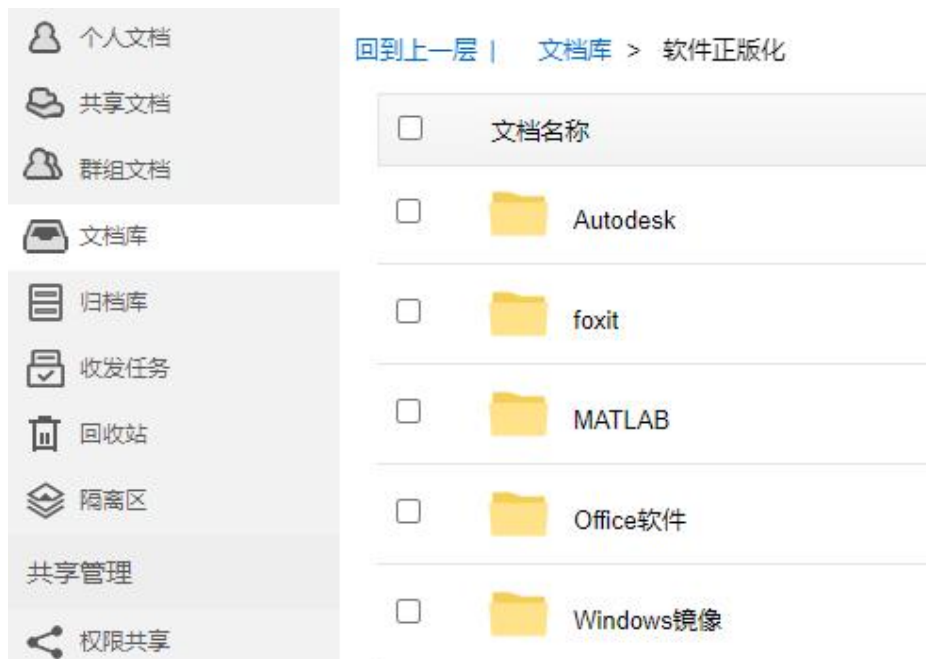 个人文档
共享文档
群组文档
文档库
归档库
收发任务
回收站
隔离区
共享管理
权限共享
回到上一层 | 文档库 > 软件正版化
文档名称
Autodesk
foxit
MATLAB
Office软件
Windows镜像